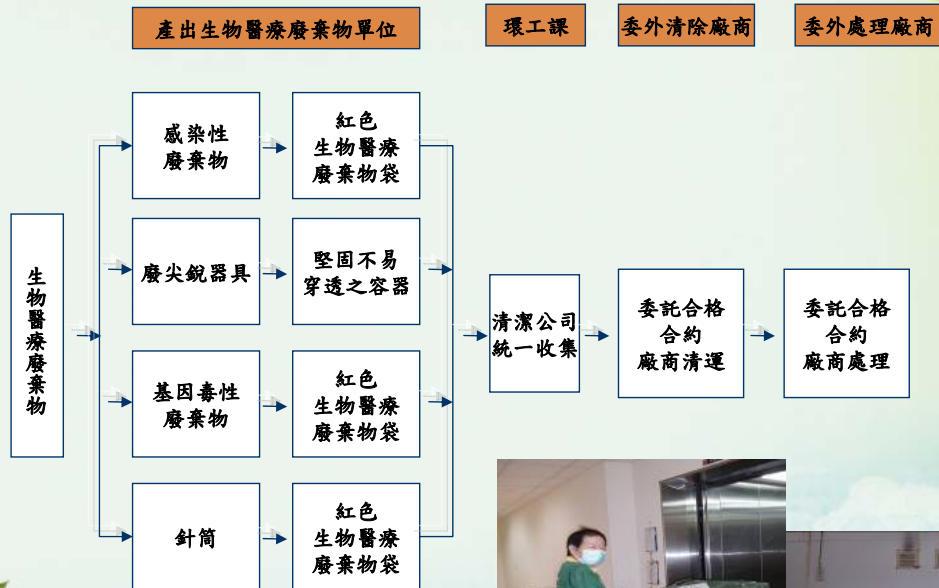 產出生物醫療廢棄物單位
環工課
委外清除廠商
委外處理廠商
生物醫療廢棄物
感染性
廢棄物
紅色
生物醫療
廢棄物袋
廢尖銳器具
堅固不易
穿透之容器
基因毒性
廢棄物
紅色
生物醫療
廢棄物袋
針筒
紅色
生物醫療
廢棄物袋
清潔公司
統一收集
委託合格
合約
廠商清運
委託合格
合約
廠商處理